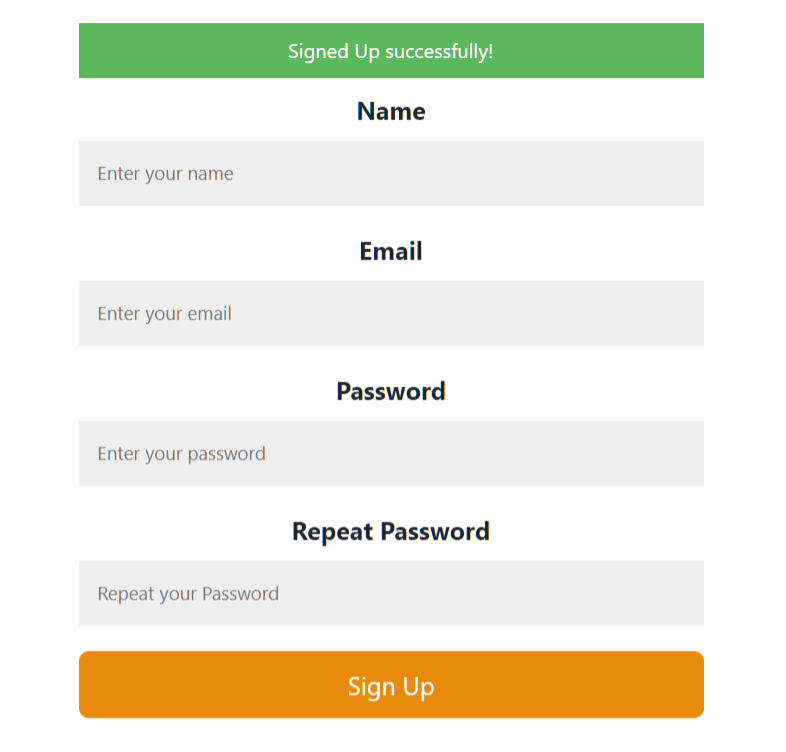 Signed Up successfully!
Name
Enter your name
Email
Enter your email
Password
Enter your password
Repeat Password
Repeat your Password
Sign Up